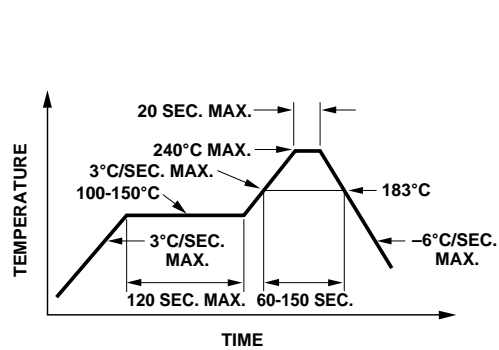 20 SEC. MAX.
240°C MAX.
3°C/SEC. MAX.
100-150°C
183°C
3°C/SEC.
MAX.
–6°C/SEC.
MAX.
120 SEC. MAX.
60-150 SEC.
TEMPERATURE
TIME